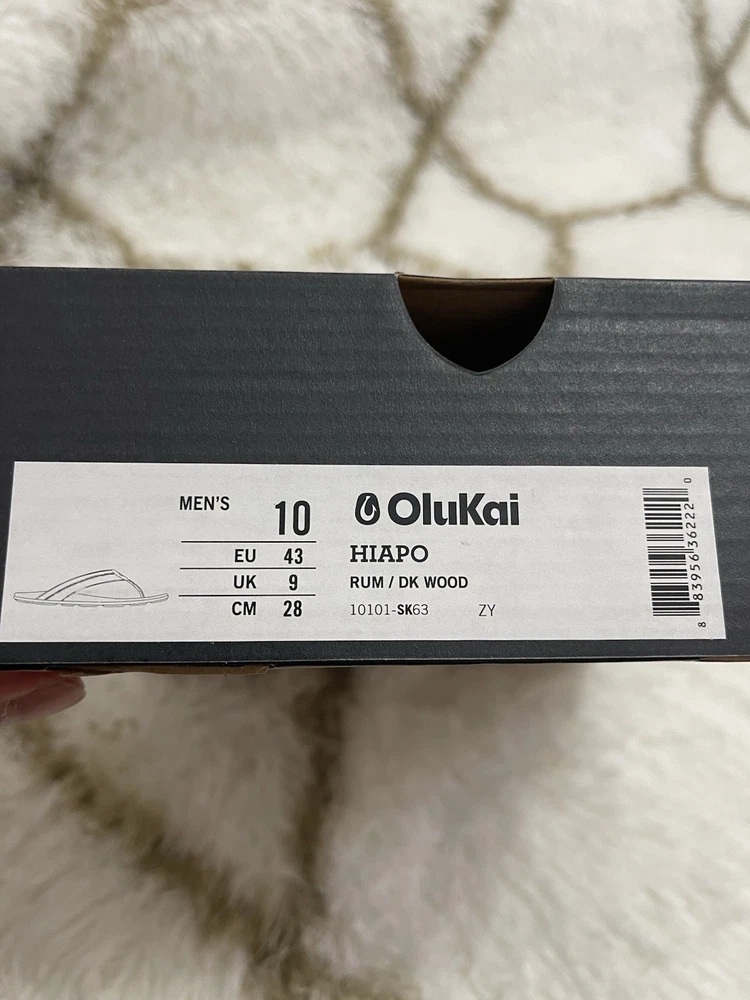 MEN'S 10
EU 43
UK 9
CM 28
OluKai
HIAPO
RUM / DK WOOD
10101-SK63 ZY
8 83956 36222 0